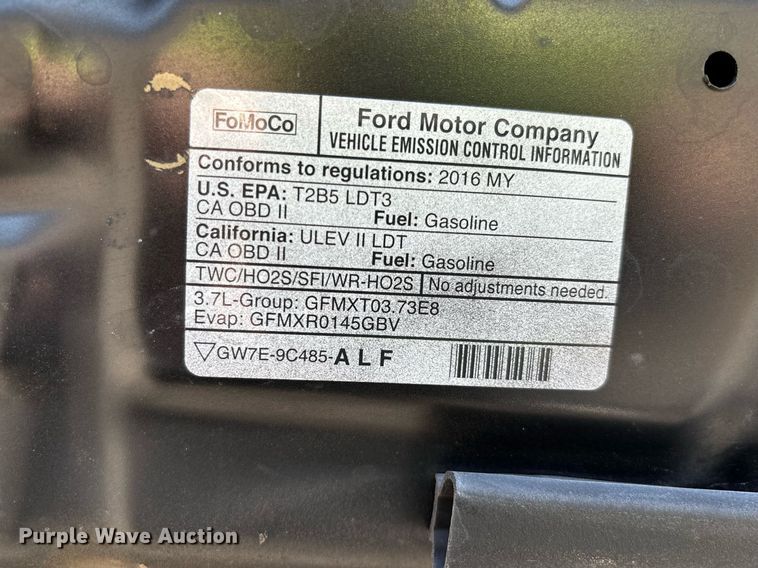 FoMoCo
Ford Motor Company
VEHICLE EMISSION CONTROL INFORMATION
Conforms to regulations: 2016 MY
U.S. EPA: T2B5 LDT3
CA OBD II Fuel: Gasoline
California: ULEV II LDT
CA OBD II Fuel: Gasoline
TWC/HO2S/SFI/WR-HO2S No adjustments needed.
3.7L-Group: GFMXT03.73E8
Evap: GFMXR0145GBV
GW7E-9C485-ALF
Purple Wave Auction